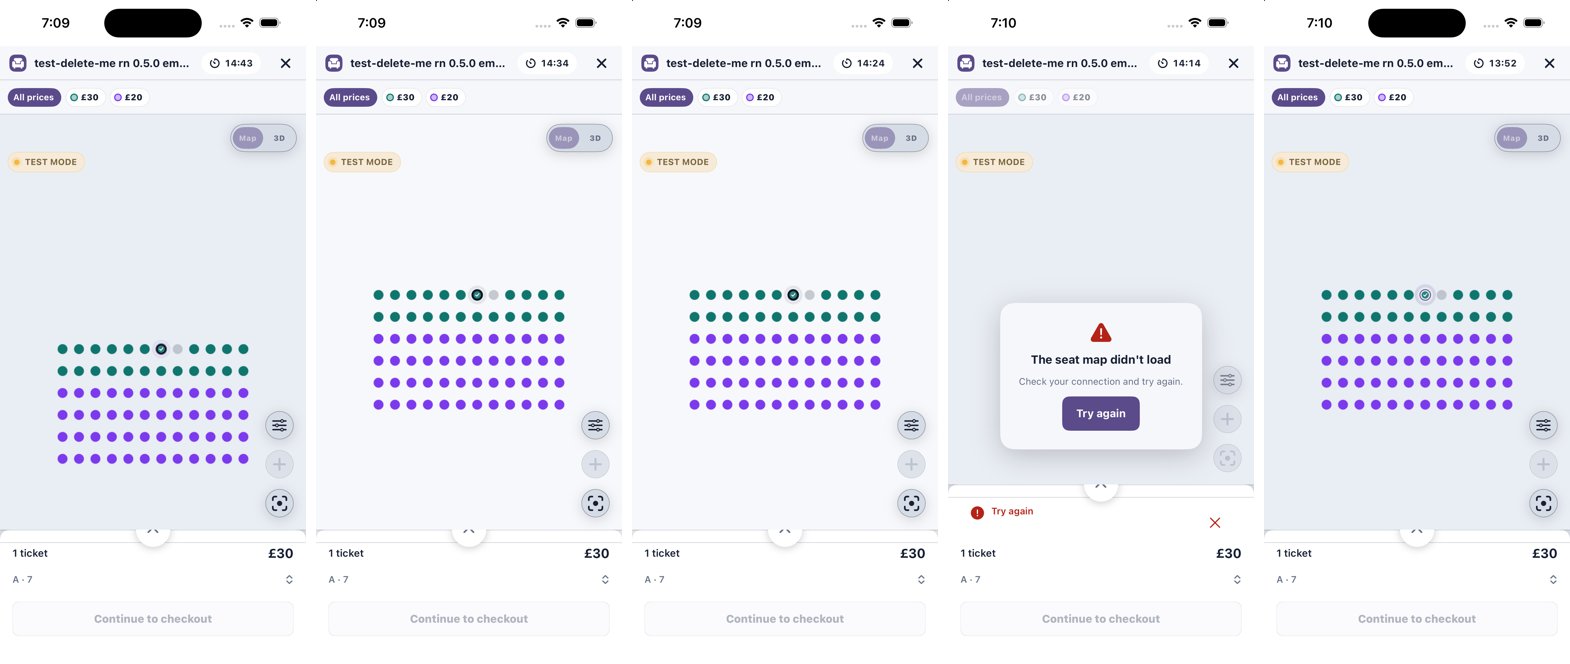 7:09
test-delete-me rn 0.5.0 em... 14:43
All prices £30 £20
Map 3D
TEST MODE
1 ticket £30
A · 7
Continue to checkout
7:09
test-delete-me rn 0.5.0 em... 14:34
All prices £30 £20
Map 3D
TEST MODE
1 ticket £30
A · 7
Continue to checkout
7:09
test-delete-me rn 0.5.0 em... 14:24
All prices £30 £20
Map 3D
TEST MODE
1 ticket £30
A · 7
Continue to checkout
7:10
test-delete-me rn 0.5.0 em... 14:14
All prices £30 £20
TEST MODE
The seat map didn't load
Check your connection and try again.
Try again
Try again
1 ticket £30
A · 7
Continue to checkout
7:10
test-delete-me rn 0.5.0 em... 13:52
All prices £30 £20
Map 3D
TEST MODE
1 ticket £30
A · 7
Continue to checkout